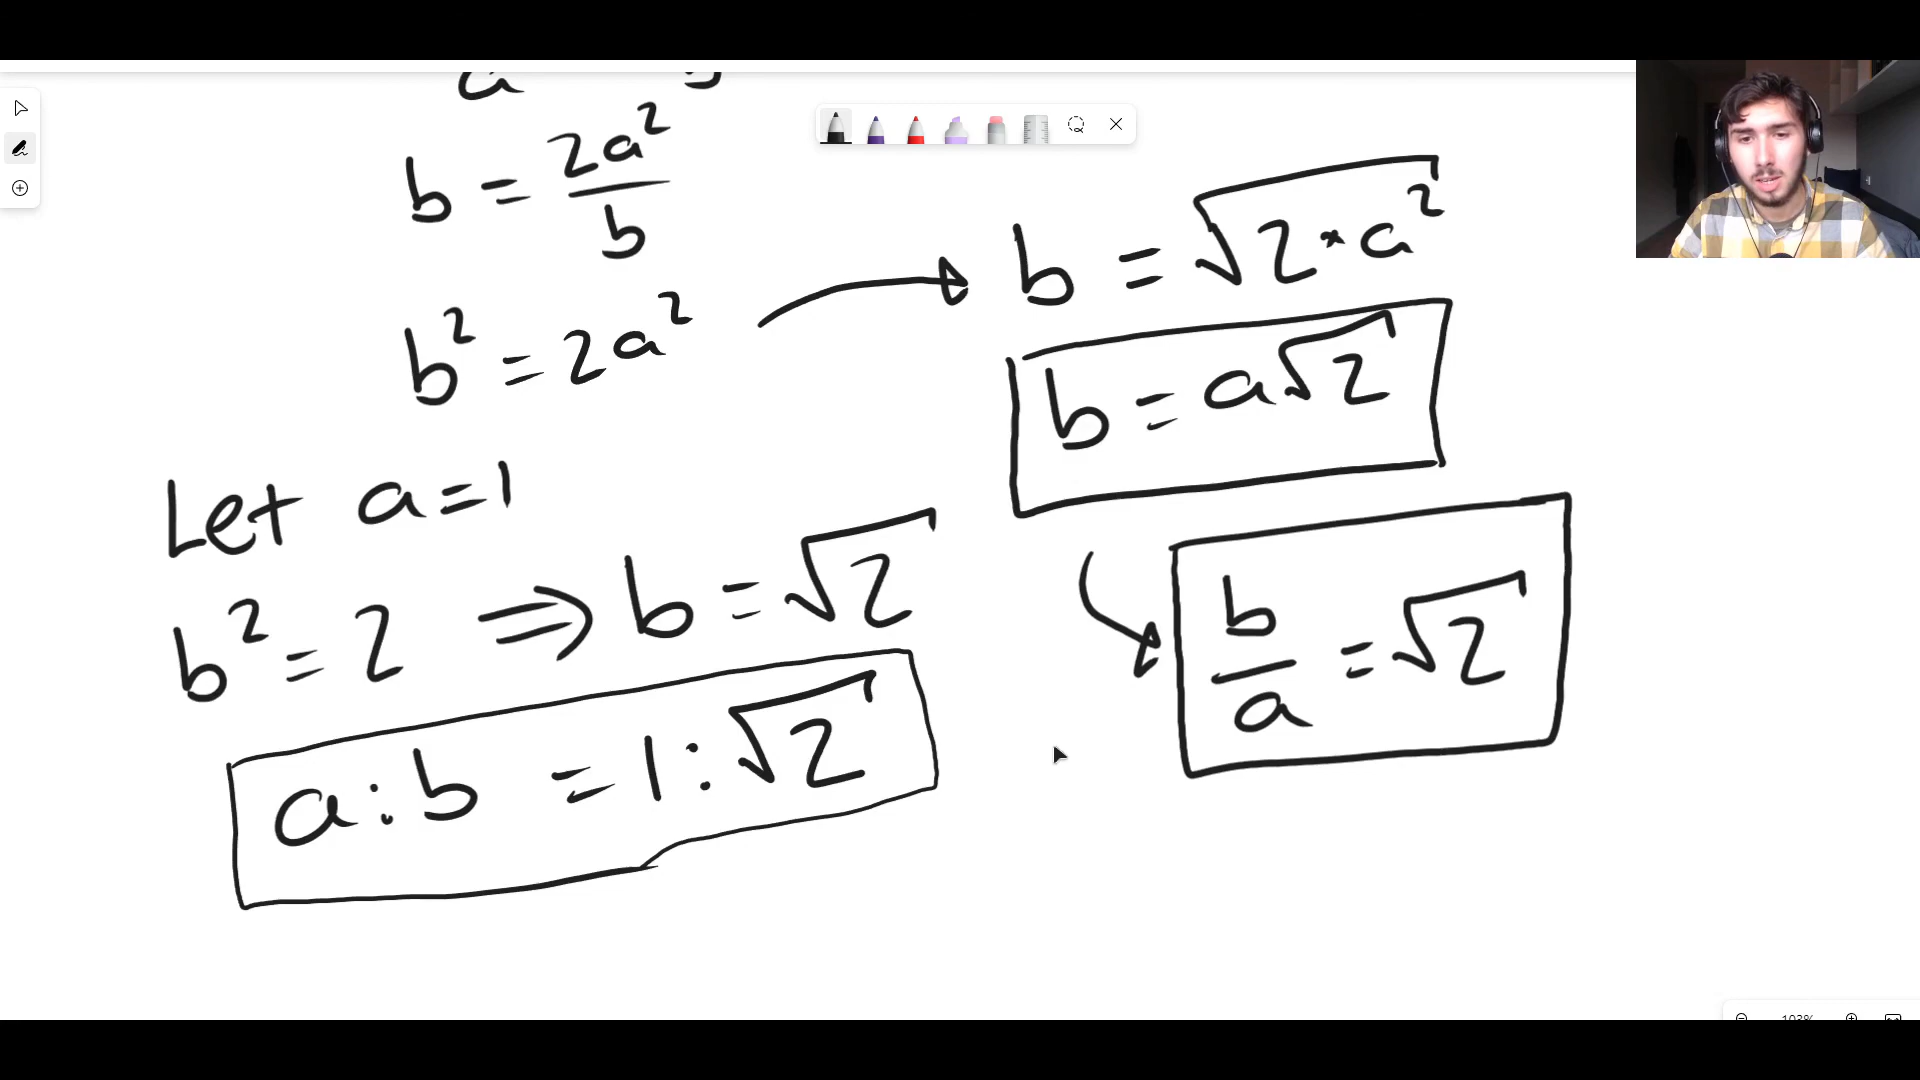 a b
b = 2a²/b
b² = 2a²
b = √2*a²
b = a√2
b/a = √2
Let a=1
b² = 2 ⇒ b = √2
a:b = 1:√2